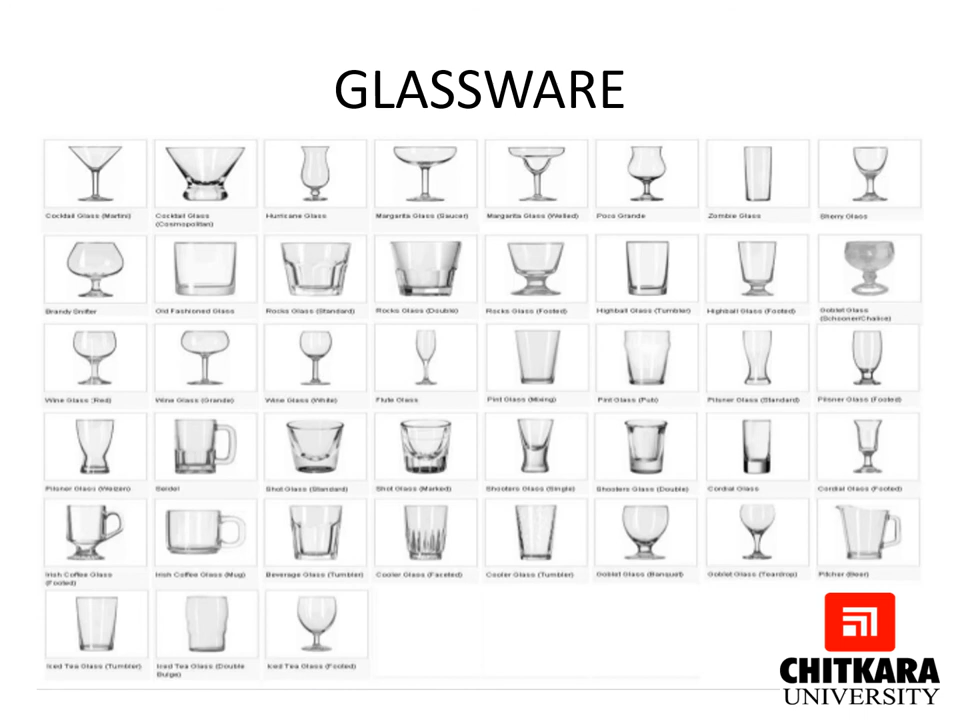 GLASSWARE
Cocktail Glass (Martini)
Cocktail Glass
(Cosmopolitan)
Hurricane Glass
Margarita Glass (Saucer)
Margarita Glass (Welled)
Poco Grande
Zombie Glass
Sherry Glass
Brandy Snifter
Old Fashioned Glass
Rocks Glass (Standard)
Rocks Glass (Double)
Rocks Glass (Footed)
Highball Glass (Tumbler)
Highball Glass (Footed)
Goblet Glass
(Schooner/Chalice)
Wine Glass (Red)
Wine Glass (Grande)
Wine Glass (White)
Flute Glass
Pint Glass (Mixing)
Pint Glass (Pub)
Pilsner Glass (Standard)
Pilsner Glass (Footed)
Pilsner Glass (Weizen)
Seidel
Shot Glass (Standard)
Shot Glass (Marked)
Shooters Glass (Single)
Shooters Glass (Double)
Cordial Glass
Cordial Glass (Footed)
Irish Coffee Glass
(Footed)
Irish Coffee Glass (Mug)
Beverage Glass (Tumbler)
Cooler Glass (Faceted)
Cooler Glass (Tumbler)
Goblet Glass (Banquet)
Goblet Glass (Teardrop)
Pitcher (Beer)
Iced Tea Glass (Tumbler)
Iced Tea Glass (Double
Bulge)
Iced Tea Glass (Footed)
CHITKARA
UNIVERSITY